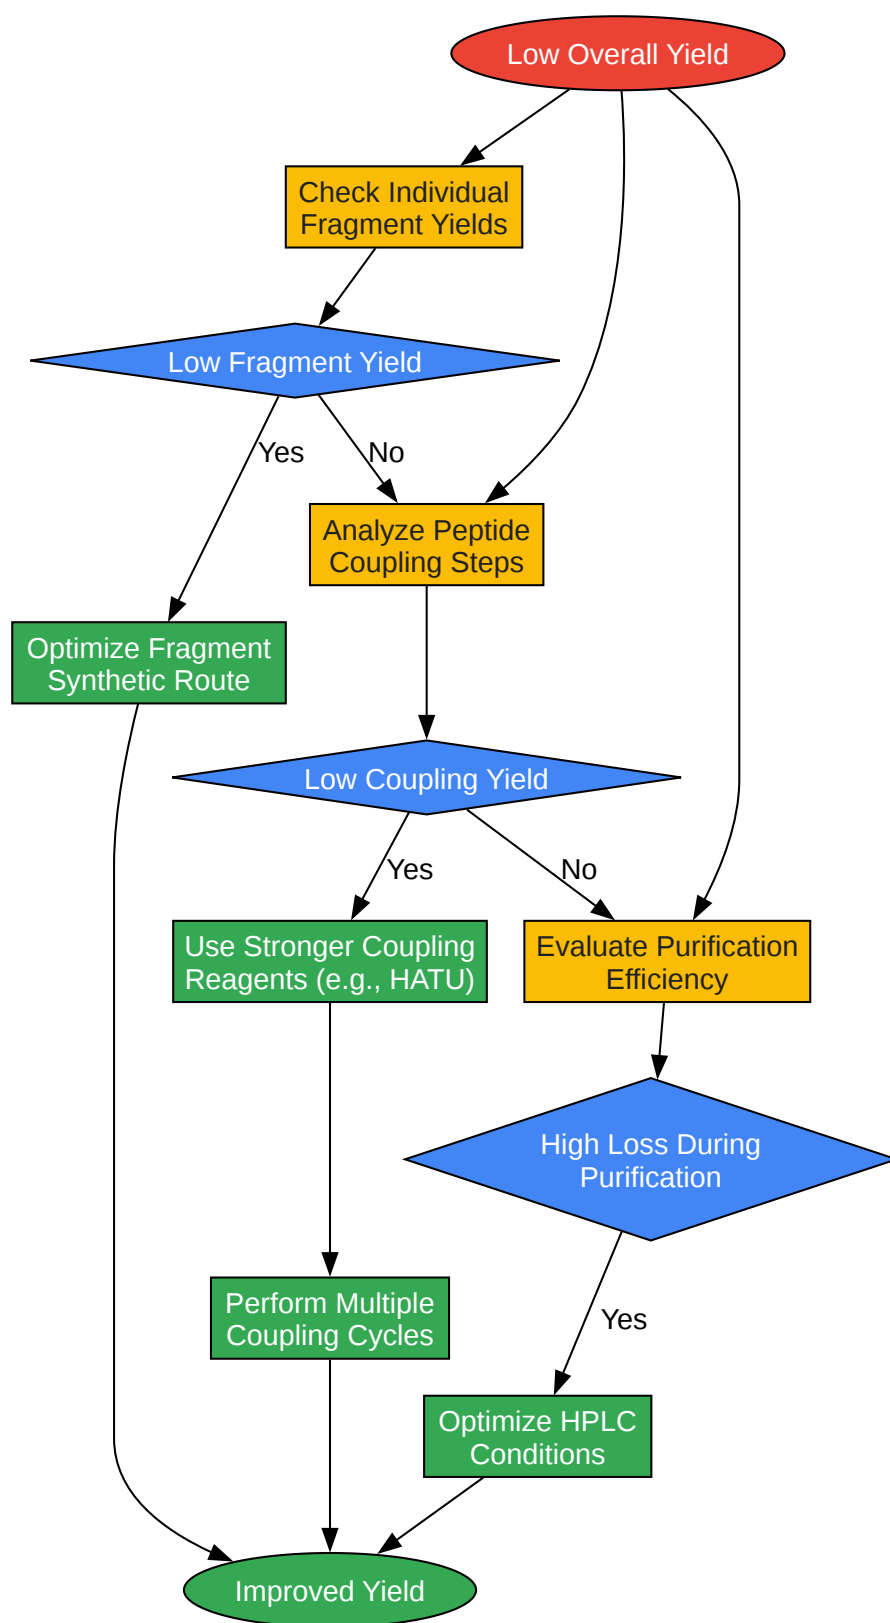 Low Overall Yield
Check Individual
Fragment Yields
Low Fragment Yield
Yes
No
Analyze Peptide
Coupling Steps
Optimize Fragment
Synthetic Route
Low Coupling Yield
Yes
No
Use Stronger Coupling
Reagents (e.g., HATU)
Evaluate Purification
Efficiency
High Loss During
Purification
Perform Multiple
Coupling Cycles
Yes
Optimize HPLC
Conditions
Improved Yield